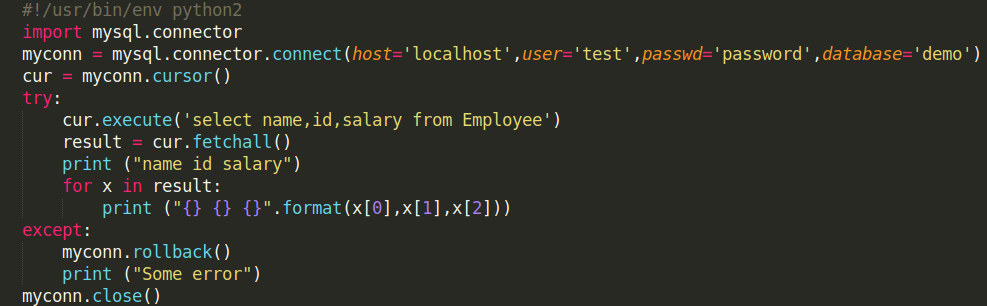 #!/usr/bin/env python2
import mysql.connector
myconn = mysql.connector.connect(host='localhost',user='test',passwd='password',database='demo')
cur = myconn.cursor()
try:
    cur.execute('select name,id,salary from Employee')
    result = cur.fetchall()
    print ("name id salary")
    for x in result:
        print ("{} {} {}".format(x[0],x[1],x[2]))
except:
    myconn.rollback()
    print ("Some error")
myconn.close()